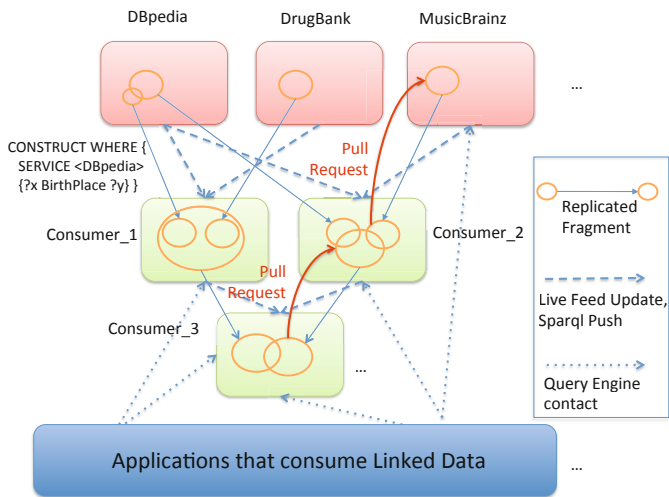 DBpedia
DrugBank
MusicBrainz
...
CONSTRUCT WHERE {
SERVICE <DBpedia>
{?x BirthPlace ?y} }
Pull
Request
Consumer_1
Consumer_2
Pull
Request
Consumer_3
...
Replicated
Fragment
Live Feed Update,
Sparql Push
Query Engine
contact
Applications that consume Linked Data
...